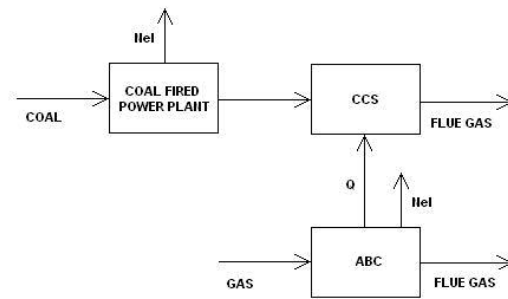 Nel
COAL FIRED
POWER PLANT
CCS
COAL
FLUE GAS
Q
Nel
ABC
GAS
FLUE GAS